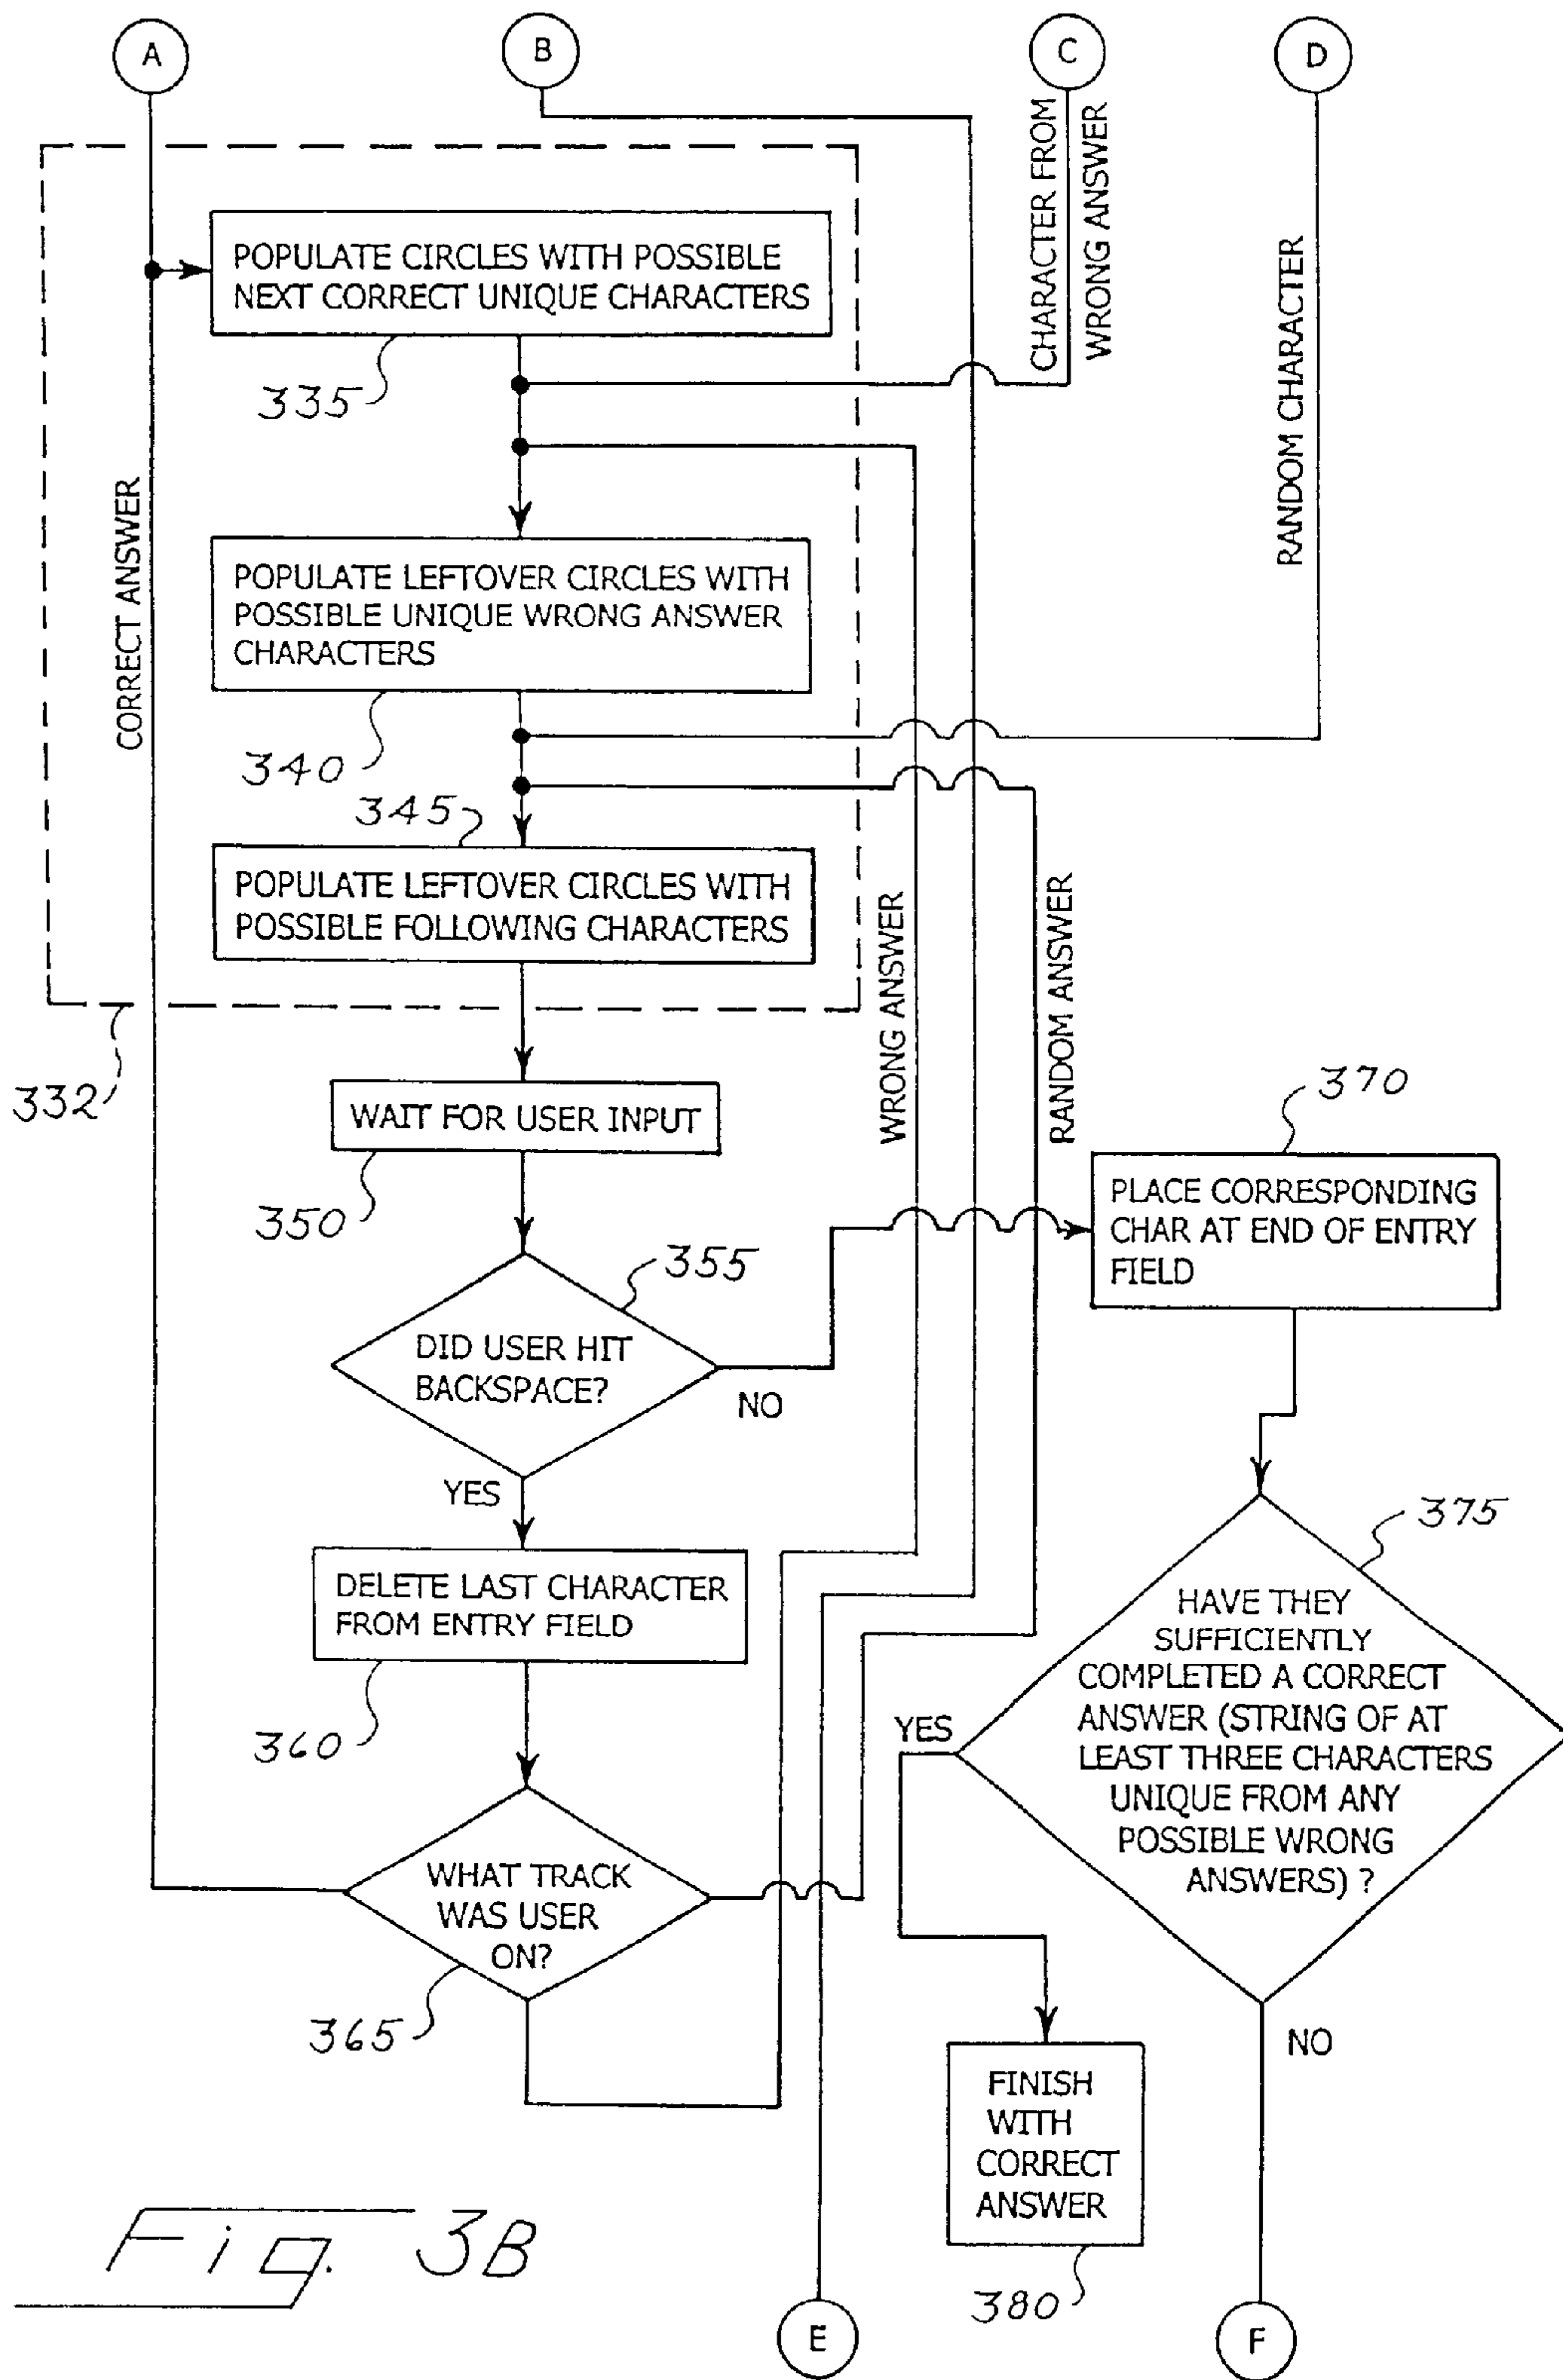 A
B
C
D
CHARACTER FROM
WRONG ANSWER
RANDOM CHARACTER
POPULATE CIRCLES WITH POSSIBLE
NEXT CORRECT UNIQUE CHARACTERS
335
CORRECT ANSWER
POPULATE LEFTOVER CIRCLES WITH
POSSIBLE UNIQUE WRONG ANSWER
CHARACTERS
340
345
POPULATE LEFTOVER CIRCLES WITH
POSSIBLE FOLLOWING CHARACTERS
WRONG ANSWER
RANDOM ANSWER
332
WAIT FOR USER INPUT
350
370
PLACE CORRESPONDING
CHAR AT END OF ENTRY
FIELD
355
DID USER HIT
BACKSPACE?
NO
YES
375
DELETE LAST CHARACTER
FROM ENTRY FIELD
360
HAVE THEY
SUFFICIENTLY
COMPLETED A CORRECT
ANSWER (STRING OF AT
LEAST THREE CHARACTERS
UNIQUE FROM ANY
POSSIBLE WRONG
ANSWERS) ?
YES
WHAT TRACK
WAS USER
ON?
365
NO
FINISH
WITH
CORRECT
ANSWER
380
Fig. 3B
E
F